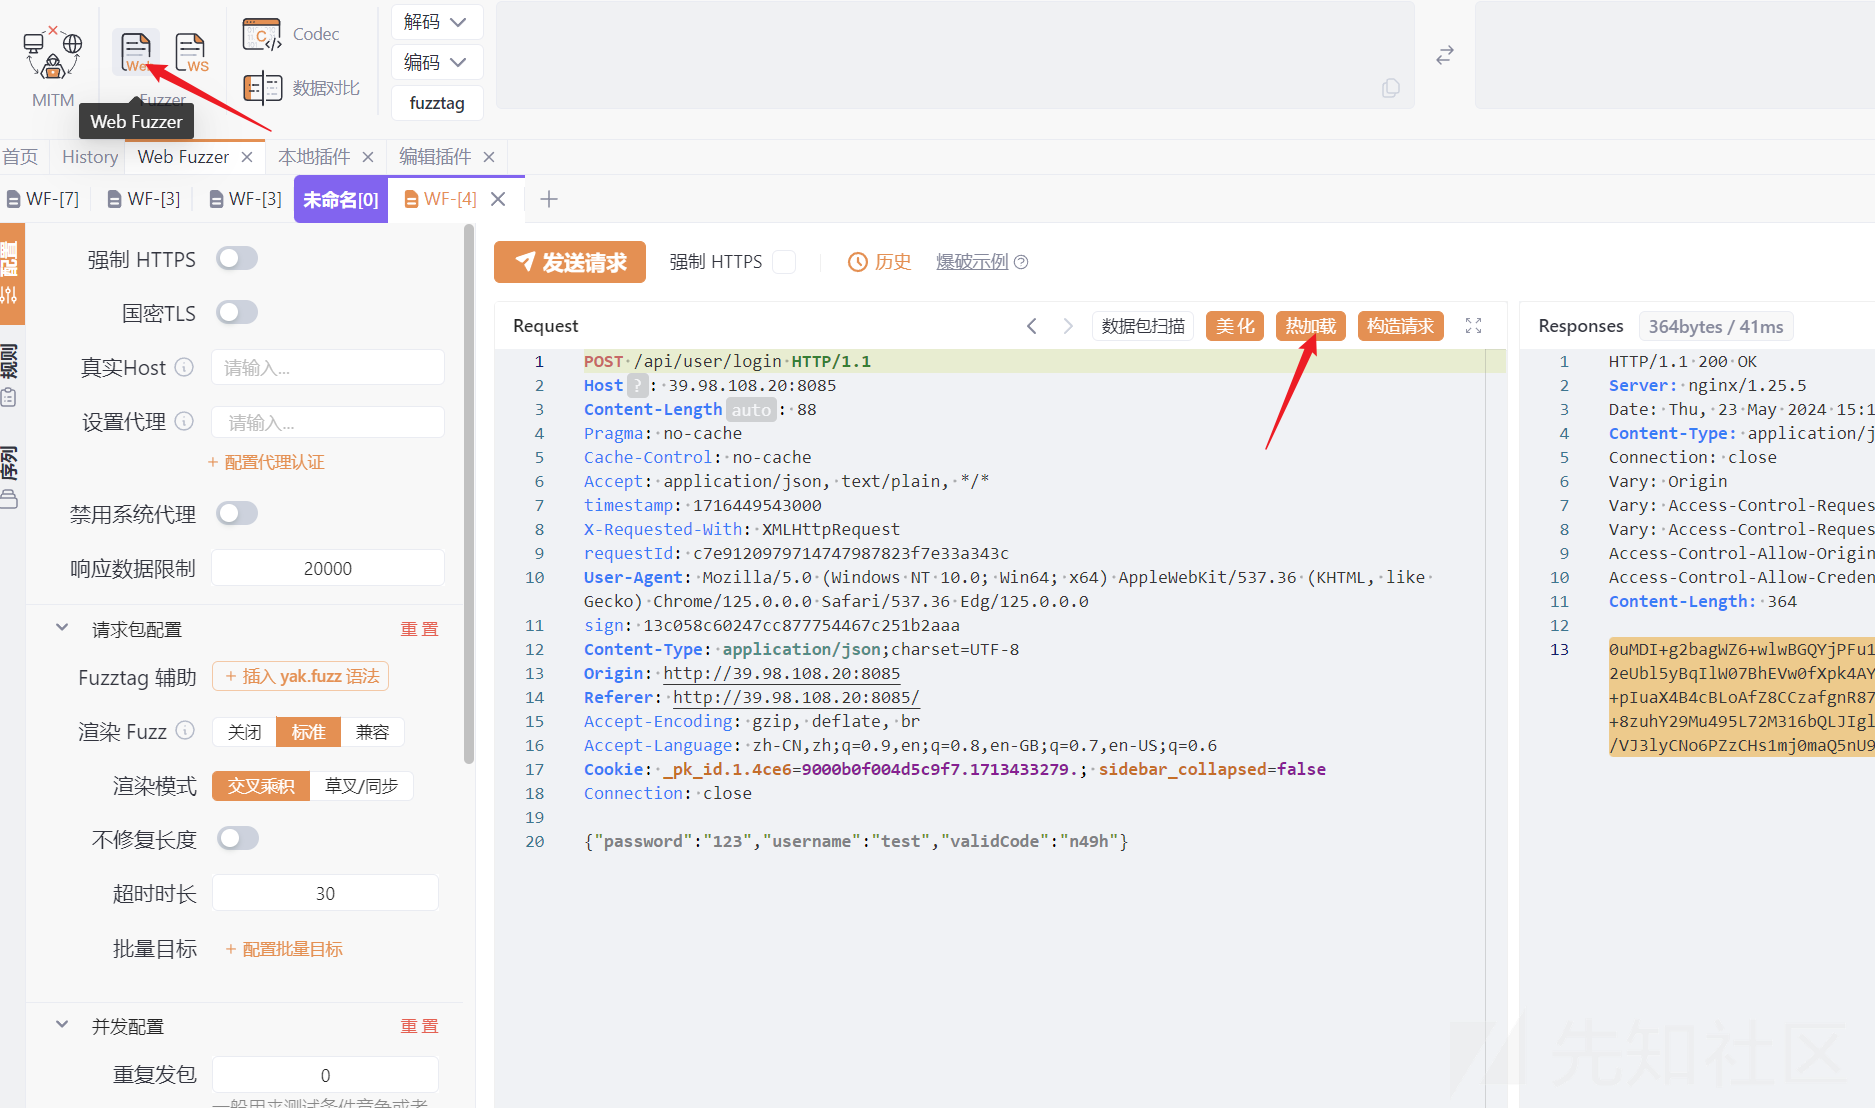 MITM
Web
WS
Fuzzer
Web Fuzzer
Codec
数据对比
解码
编码
fuzztag
首页 History Web Fuzzer 本地插件 编辑插件
WF-[7] WF-[3] WF-[3] 未命名[0] WF-[4]
配置
规则
序列
强制 HTTPS
国密TLS
真实Host 请输入...
设置代理 请输入...
+ 配置代理认证
禁用系统代理
响应数据限制 20000
请求包配置 重置
Fuzztag 辅助 + 插入 yak.fuzz 语法
渲染 Fuzz 关闭 标准 兼容
渲染模式 交叉乘积 草叉/同步
不修复长度
超时时长 30
批量目标 + 配置批量目标
并发配置 重置
重复发包 0
一般用来测试条件竞争或者
发送请求 强制 HTTPS 历史 爆破示例
Request 数据包扫描 美化 热加载 构造请求
1 POST /api/user/login HTTP/1.1
2 Host ? : 39.98.108.20:8085
3 Content-Length auto : 88
4 Pragma: no-cache
5 Cache-Control: no-cache
6 Accept: application/json, text/plain, */*
7 timestamp: 1716449543000
8 X-Requested-With: XMLHttpRequest
9 requestId: c7e9120979714747987823f7e33a343c
10 User-Agent: Mozilla/5.0 (Windows NT 10.0; Win64; x64) AppleWebKit/537.36 (KHTML, like
Gecko) Chrome/125.0.0.0 Safari/537.36 Edg/125.0.0.0
11 sign: 13c058c60247cc877754467c251b2aaa
12 Content-Type: application/json;charset=UTF-8
13 Origin: http://39.98.108.20:8085
14 Referer: http://39.98.108.20:8085/
15 Accept-Encoding: gzip, deflate, br
16 Accept-Language: zh-CN,zh;q=0.9,en;q=0.8,en-GB;q=0.7,en-US;q=0.6
17 Cookie: _pk_id.1.4ce6=9000b0f004d5c9f7.1713433279.; sidebar_collapsed=false
18 Connection: close
19
20 {"password":"123","username":"test","validCode":"n49h"}
Responses 364bytes / 41ms
1 HTTP/1.1 200 OK
2 Server: nginx/1.25.5
3 Date: Thu, 23 May 2024 15:1
4 Content-Type: application/j
5 Connection: close
6 Vary: Origin
7 Vary: Access-Control-Reques
8 Vary: Access-Control-Reques
9 Access-Control-Allow-Origin
10 Access-Control-Allow-Creden
11 Content-Length: 364
12
13 0uMDI+g2bagWZ6+wlwBGQYjPFu1
2eUbl5yBqIlW07BhEVw0fXpk4AY
+pIuaX4B4cBLoAfZ8CCzafgnR87
+8zuhY29Mu495L72M316bQLJIgl
/VJ3lyCNo6PZzCHs1mj0maQ5nU9
先知社区